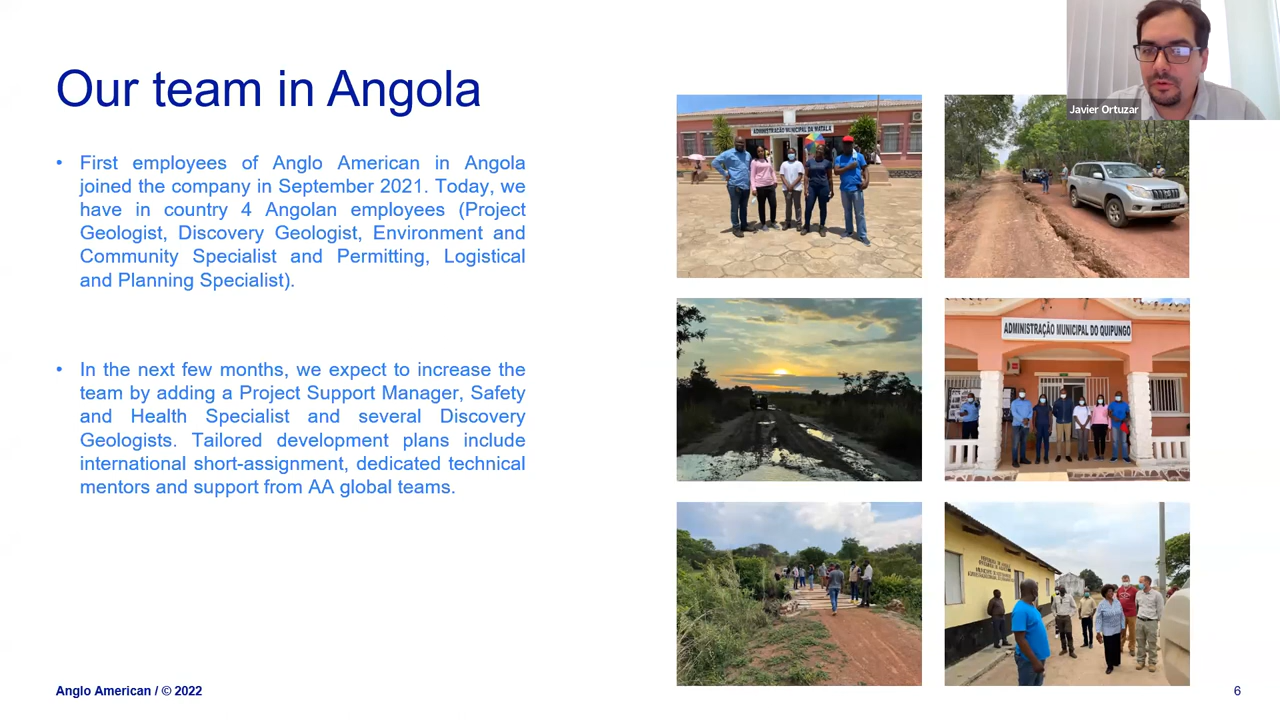 Our team in Angola
Javier Ortuzar
• First employees of Anglo American in Angola
joined the company in September 2021. Today, we
have in country 4 Angolan employees (Project
Geologist, Discovery Geologist, Environment and
Community Specialist and Permitting, Logistical
and Planning Specialist).
• In the next few months, we expect to increase the
team by adding a Project Support Manager, Safety
and Health Specialist and several Discovery
Geologists. Tailored development plans include
international short-assignment, dedicated technical
mentors and support from AA global teams.
ADMINISTRAÇÃO MUNICIPAL DA MATALA
ADMINISTRAÇÃO MUNICIPAL DO QUIPUNGO
Anglo American / © 2022
6